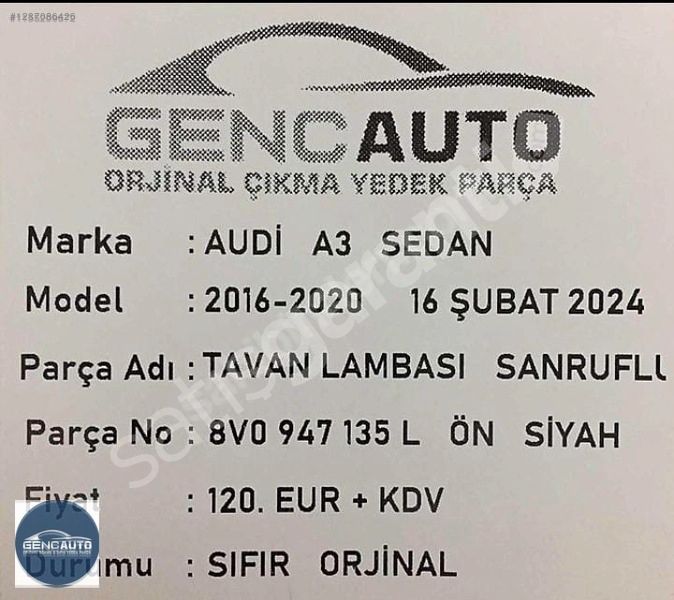 #1287086426
GENCAUTO
ORJİNAL ÇIKMA YEDEK PARÇA
Marka : AUDİ A3 SEDAN
Model : 2016-2020 16 ŞUBAT 2024
Parça Adı : TAVAN LAMBASI SANRUFLU
Parça No : 8V0 947 135 L ÖN SİYAH
Fiyat : 120. EUR + KDV
GENCAUTO
Durumu : SIFIR ORJİNAL